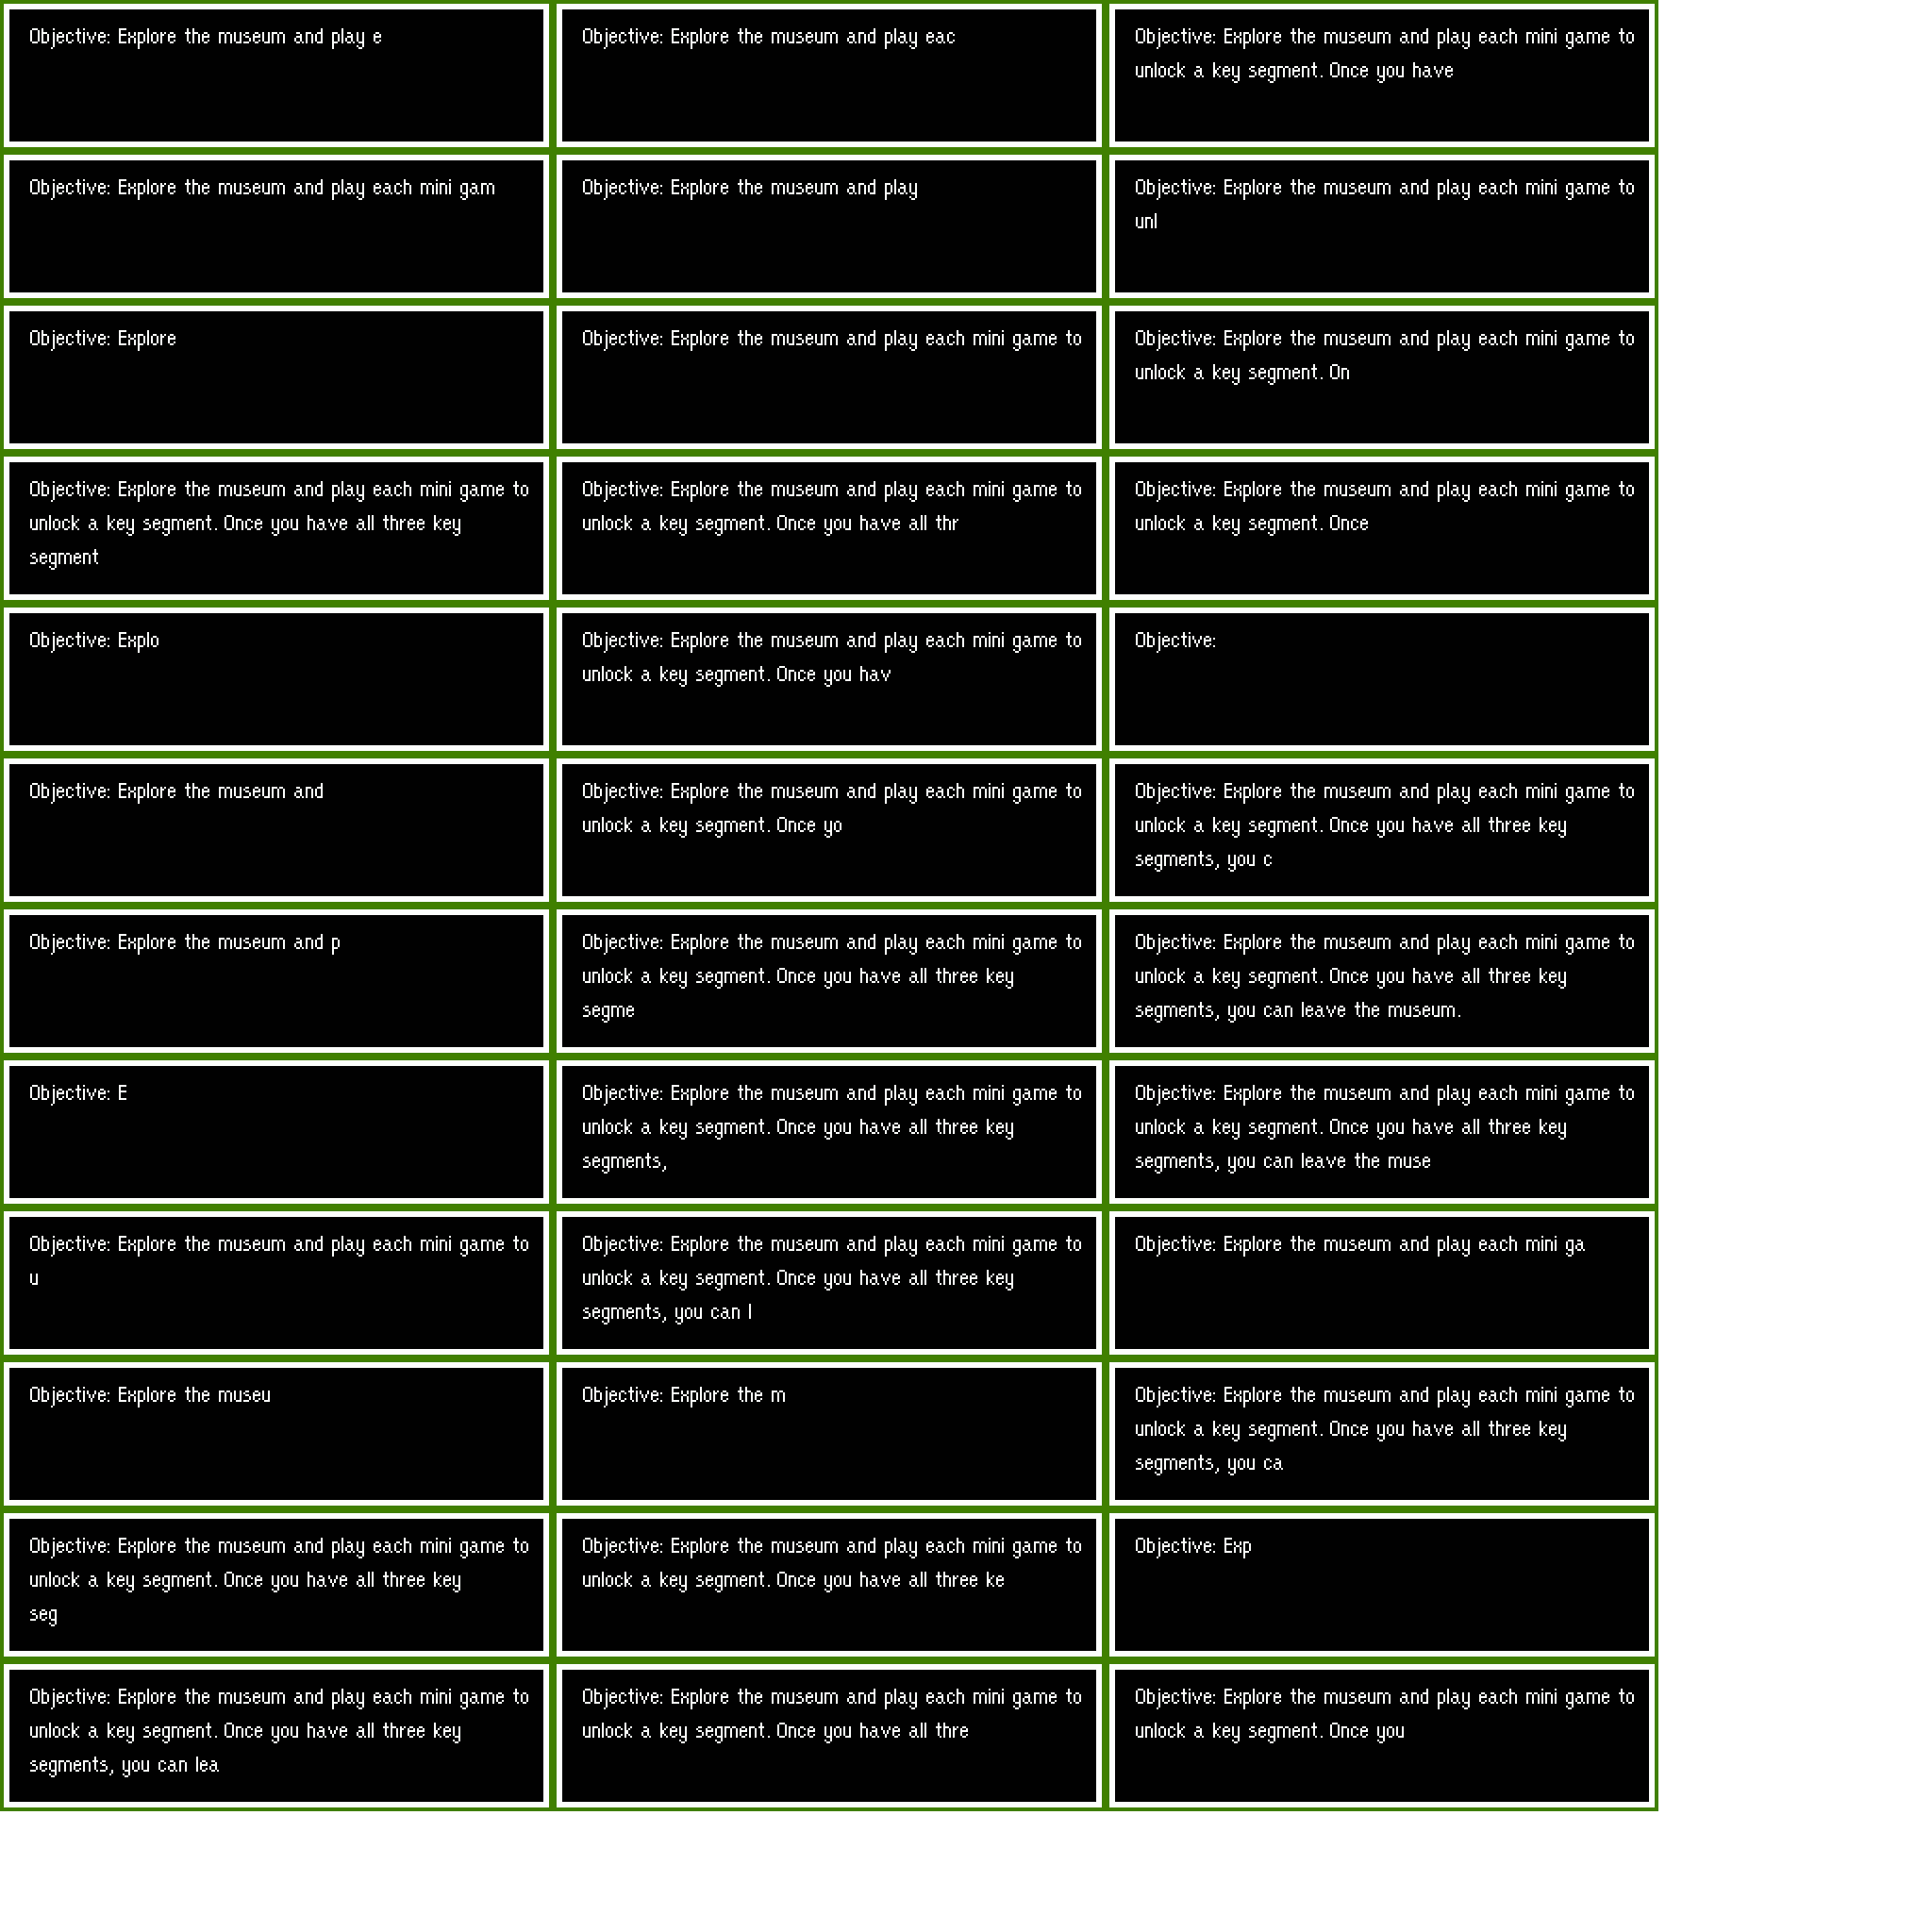 Objective: Explore the museum and play e
Objective: Explore the museum and play eac
Objective: Explore the museum and play each mini game to
unlock a key segment. Once you have
Objective: Explore the museum and play each mini gam
Objective: Explore the museum and play
Objective: Explore the museum and play each mini game to
unl
Objective: Explore
Objective: Explore the museum and play each mini game to
Objective: Explore the museum and play each mini game to
unlock a key segment. On
Objective: Explore the museum and play each mini game to
unlock a key segment. Once you have all three key
segment
Objective: Explore the museum and play each mini game to
unlock a key segment. Once you have all thr
Objective: Explore the museum and play each mini game to
unlock a key segment. Once
Objective: Explo
Objective: Explore the museum and play each mini game to
unlock a key segment. Once you hav
Objective:
Objective: Explore the museum and
Objective: Explore the museum and play each mini game to
unlock a key segment. Once yo
Objective: Explore the museum and play each mini game to
unlock a key segment. Once you have all three key
segments, you c
Objective: Explore the museum and p
Objective: Explore the museum and play each mini game to
unlock a key segment. Once you have all three key
segme
Objective: Explore the museum and play each mini game to
unlock a key segment. Once you have all three key
segments, you can leave the museum.
Objective: E
Objective: Explore the museum and play each mini game to
unlock a key segment. Once you have all three key
segments,
Objective: Explore the museum and play each mini game to
unlock a key segment. Once you have all three key
segments, you can leave the muse
Objective: Explore the museum and play each mini game to
u
Objective: Explore the museum and play each mini game to
unlock a key segment. Once you have all three key
segments, you can l
Objective: Explore the museum and play each mini ga
Objective: Explore the museu
Objective: Explore the m
Objective: Explore the museum and play each mini game to
unlock a key segment. Once you have all three key
segments, you ca
Objective: Explore the museum and play each mini game to
unlock a key segment. Once you have all three key
seg
Objective: Explore the museum and play each mini game to
unlock a key segment. Once you have all three ke
Objective: Exp
Objective: Explore the museum and play each mini game to
unlock a key segment. Once you have all three key
segments, you can lea
Objective: Explore the museum and play each mini game to
unlock a key segment. Once you have all thre
Objective: Explore the museum and play each mini game to
unlock a key segment. Once you